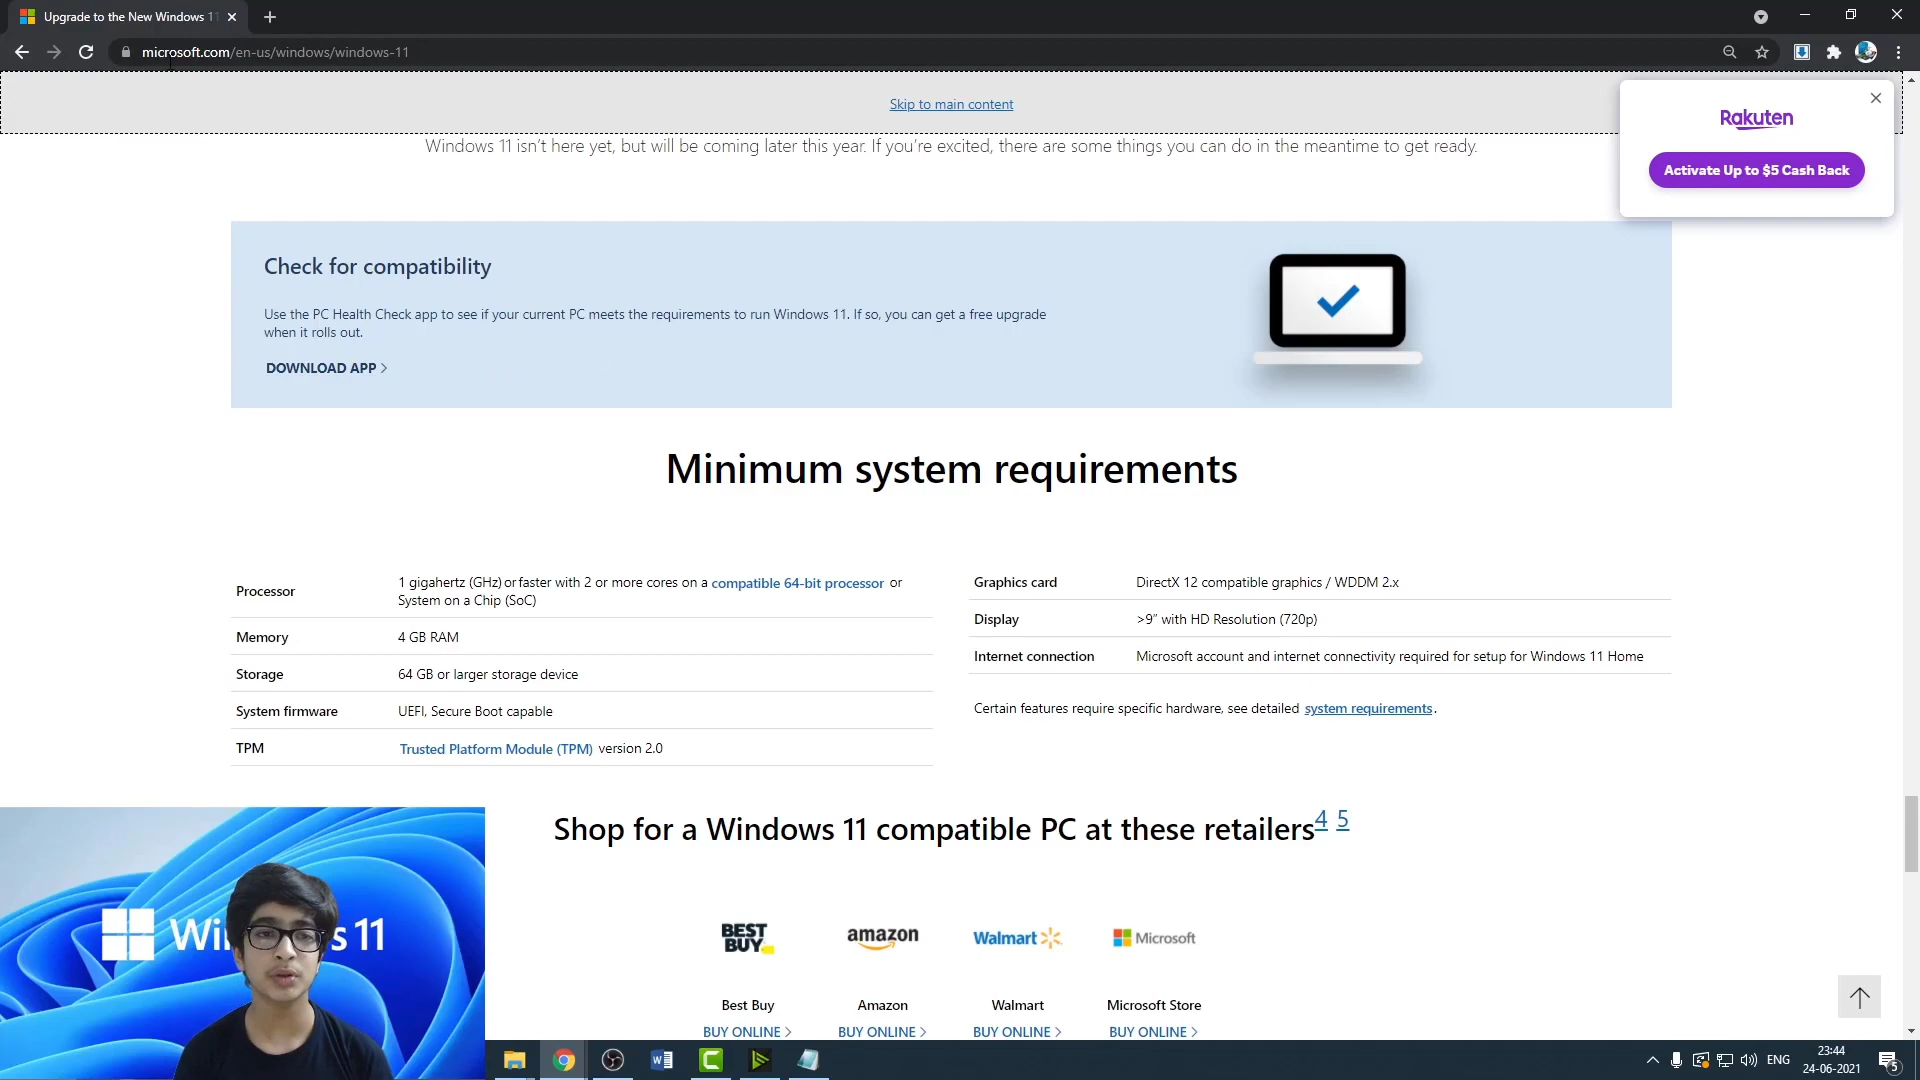 Upgrade to the New Windows 11
microsoft.com/en-us/windows/windows-11
Skip to main content
Windows 11 isn't here yet, but will be coming later this year. If you're excited, there are some things you can do in the meantime to get ready.
Rakuten
Activate Up to $5 Cash Back
Check for compatibility
Use the PC Health Check app to see if your current PC meets the requirements to run Windows 11. If so, you can get a free upgrade
when it rolls out.
DOWNLOAD APP >
Minimum system requirements
Processor
1 gigahertz (GHz) or faster with 2 or more cores on a compatible 64-bit processor or
System on a Chip (SoC)
Memory 4 GB RAM
Storage 64 GB or larger storage device
System firmware UEFI, Secure Boot capable
TPM Trusted Platform Module (TPM) version 2.0
Graphics card DirectX 12 compatible graphics / WDDM 2.x
Display >9" with HD Resolution (720p)
Internet connection Microsoft account and internet connectivity required for setup for Windows 11 Home
Certain features require specific hardware, see detailed system requirements.
Shop for a Windows 11 compatible PC at these retailers 4 5
BEST BUY
amazon
Walmart
Microsoft
Best Buy
Amazon
Walmart
Microsoft Store
BUY ONLINE >
BUY ONLINE >
BUY ONLINE >
BUY ONLINE >
Wi s 11
ENG
23:44
24-06-2021
5